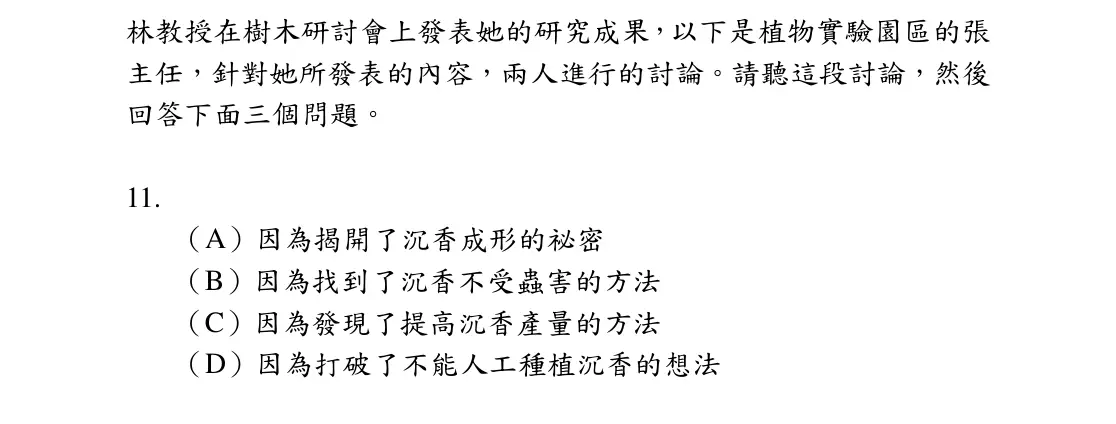 林教授在樹木研討會上發表她的研究成果，以下是植物實驗園區的張
主任，針對她所發表的內容，兩人進行的討論。請聽這段討論，然後
回答下面三個問題。
11.
（A）因為揭開了沉香成形的祕密
（B）因為找到了沉香不受蟲害的方法
（C）因為發現了提高沉香產量的方法
（D）因為打破了不能人工種植沉香的想法